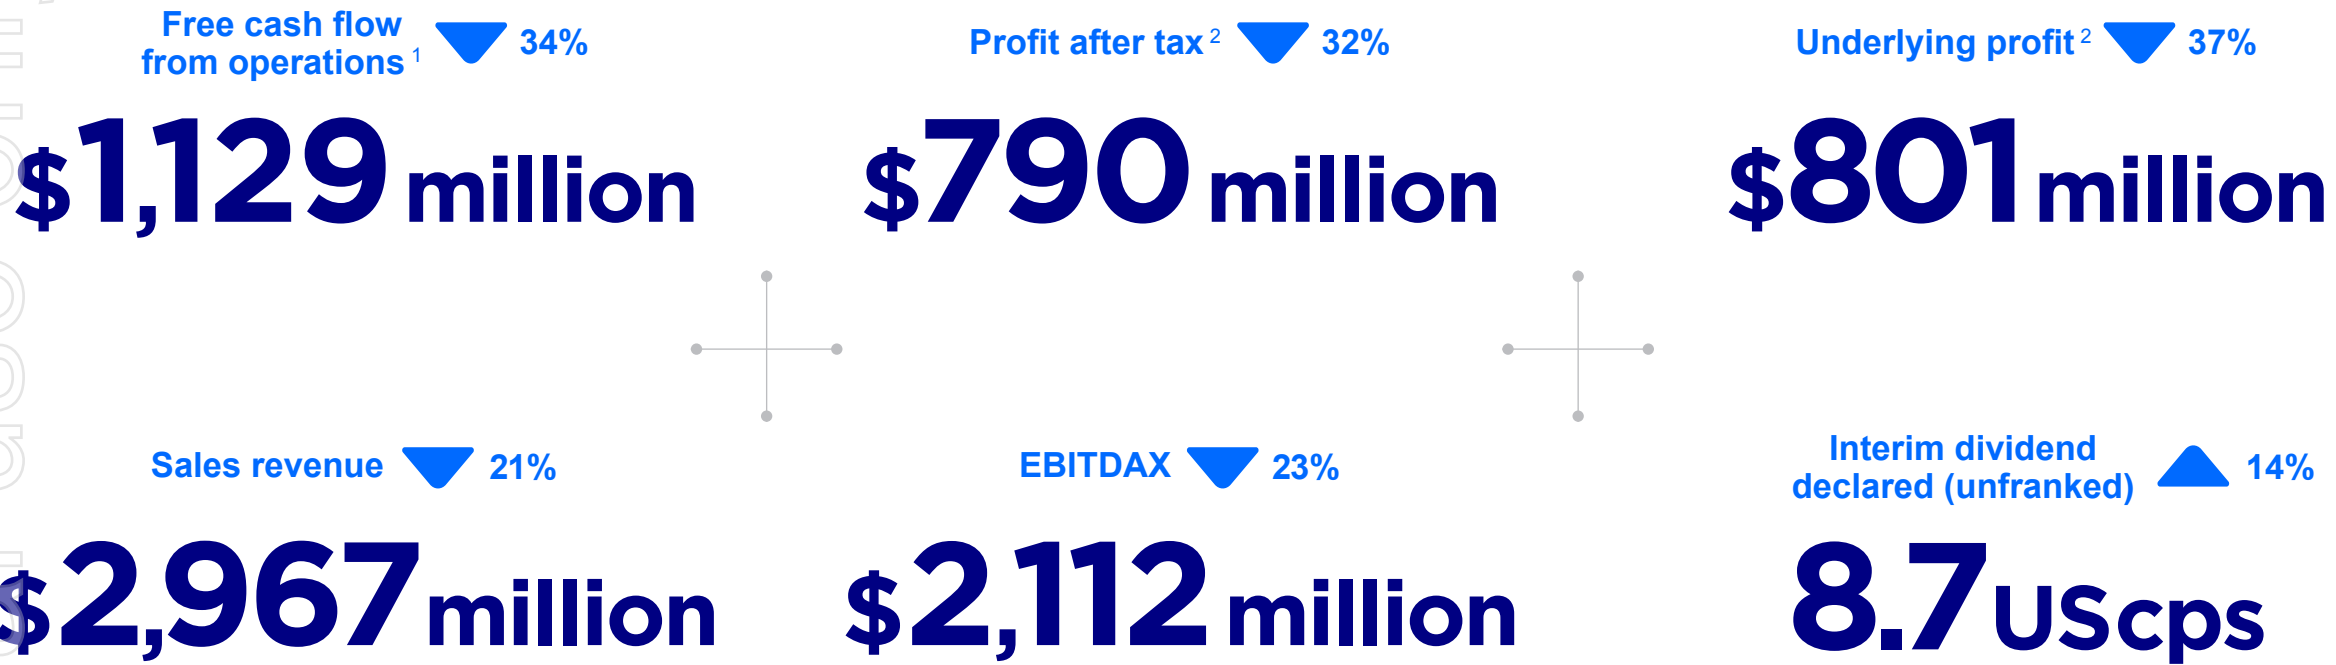 Free cash flow
from operations 1 34%
$1,129 million
Profit after tax 2 32%
$790 million
Underlying profit 2 37%
$801 million
Sales revenue 21%
$2,967 million
EBITDAX 23%
$2,112 million
Interim dividend
declared (unfranked) 14%
8.7 UScps